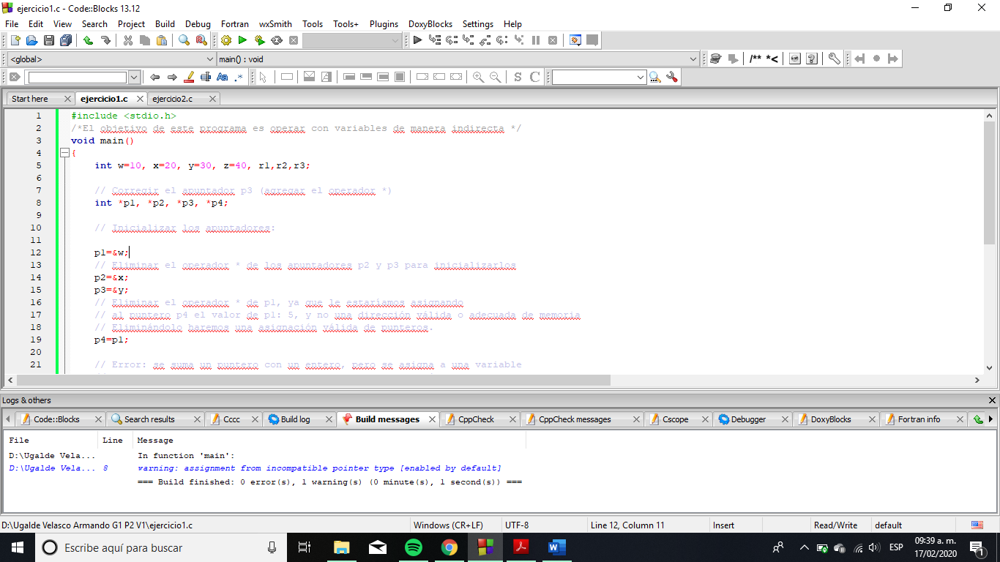 ejercicio1.c - Code::Blocks 13.12
File Edit View Search Project Build Debug Fortran wxSmith Tools Tools+ Plugins DoxyBlocks Settings Help
<global> main() : void
/** *<
Aa .*
S C
Start here ejercicio1.c ejercicio2.c
1 #include <stdio.h>
2 /*El objetivo de este programa es operar con variables de manera indirecta */
3 void main()
4 {
5 int w=10, x=20, y=30, z=40, r1,r2,r3;
6
7 // Corregir el apuntador p3 (agregar el operador *)
8 int *p1, *p2, *p3, *p4;
9
10 // Inicializar los apuntadores:
11
12 p1=&w;
13 // Eliminar el operador * de los apuntadores p2 y p3 para inicializarlos
14 p2=&x;
15 p3=&y;
16 // Eliminar el operador * de p1, ya que le estaríamos asignando
17 // al puntero p4 el valor de p1: 5, y no una dirección válida o adecuada de memoria
18 // Eliminándolo haremos una asignación válida de punteros.
19 p4=p1;
20
21 // Error: se suma un puntero con un entero, pero se asigna a una variable
Logs & others
Code::Blocks Search results Cccc Build log Build messages CppCheck CppCheck messages Cscope Debugger DoxyBlocks Fortran info
File Line Message
D:\Ugalde Vela... In function 'main':
D:\Ugalde Vela... 8 warning: assignment from incompatible pointer type [enabled by default]
=== Build finished: 0 error(s), 1 warning(s) (0 minute(s), 1 second(s)) ===
D:\Ugalde Velasco Armando G1 P2 V1\ejercicio1.c Windows (CR+LF) UTF-8 Line 12, Column 11 Insert Read/Write default
Escribe aquí para buscar
ESP
09:39 a. m.
17/02/2020
1